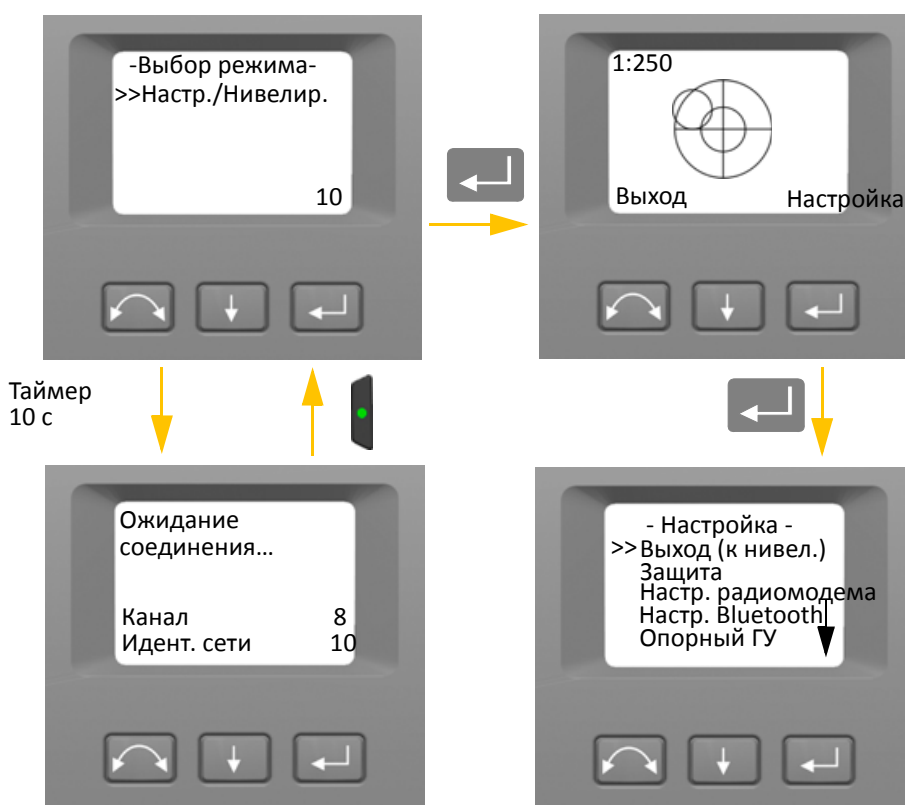 -Выбор режима-
>>Настр./Нивелир.
10
1:250
Выход Настройка
Таймер
10 с
Ожидание
соединения...
Канал 8
Идент. сети 10
- Настройка -
>>Выход (к нивел.)
Защита
Настр. радиомодема
Настр. Bluetooth
Опорный ГУ